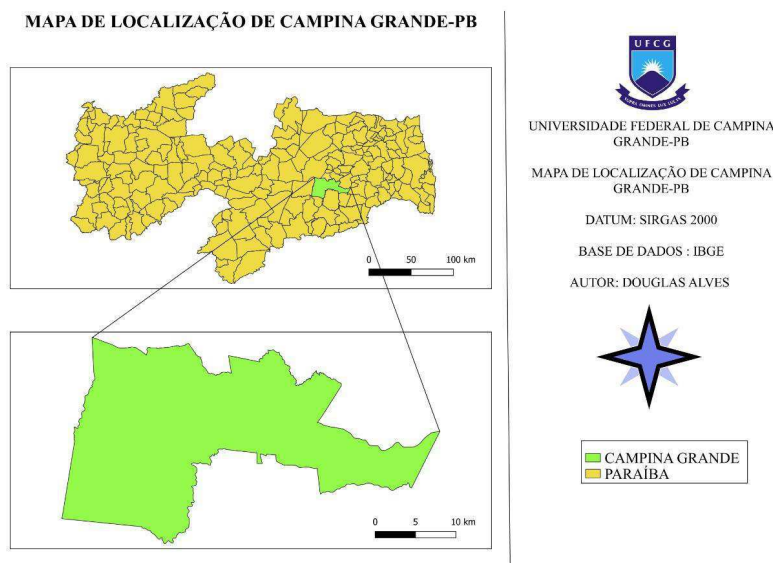 MAPA DE LOCALIZAÇÃO DE CAMPINA GRANDE-PB
0 50 100 km
0 5 10 km
UFCG
UNIVERSIDADE FEDERAL DE CAMPINA
GRANDE-PB
MAPA DE LOCALIZAÇÃO DE CAMPINA
GRANDE-PB
DATUM: SIRGAS 2000
BASE DE DADOS : IBGE
AUTOR: DOUGLAS ALVES
CAMPINA GRANDE
PARAÍBA